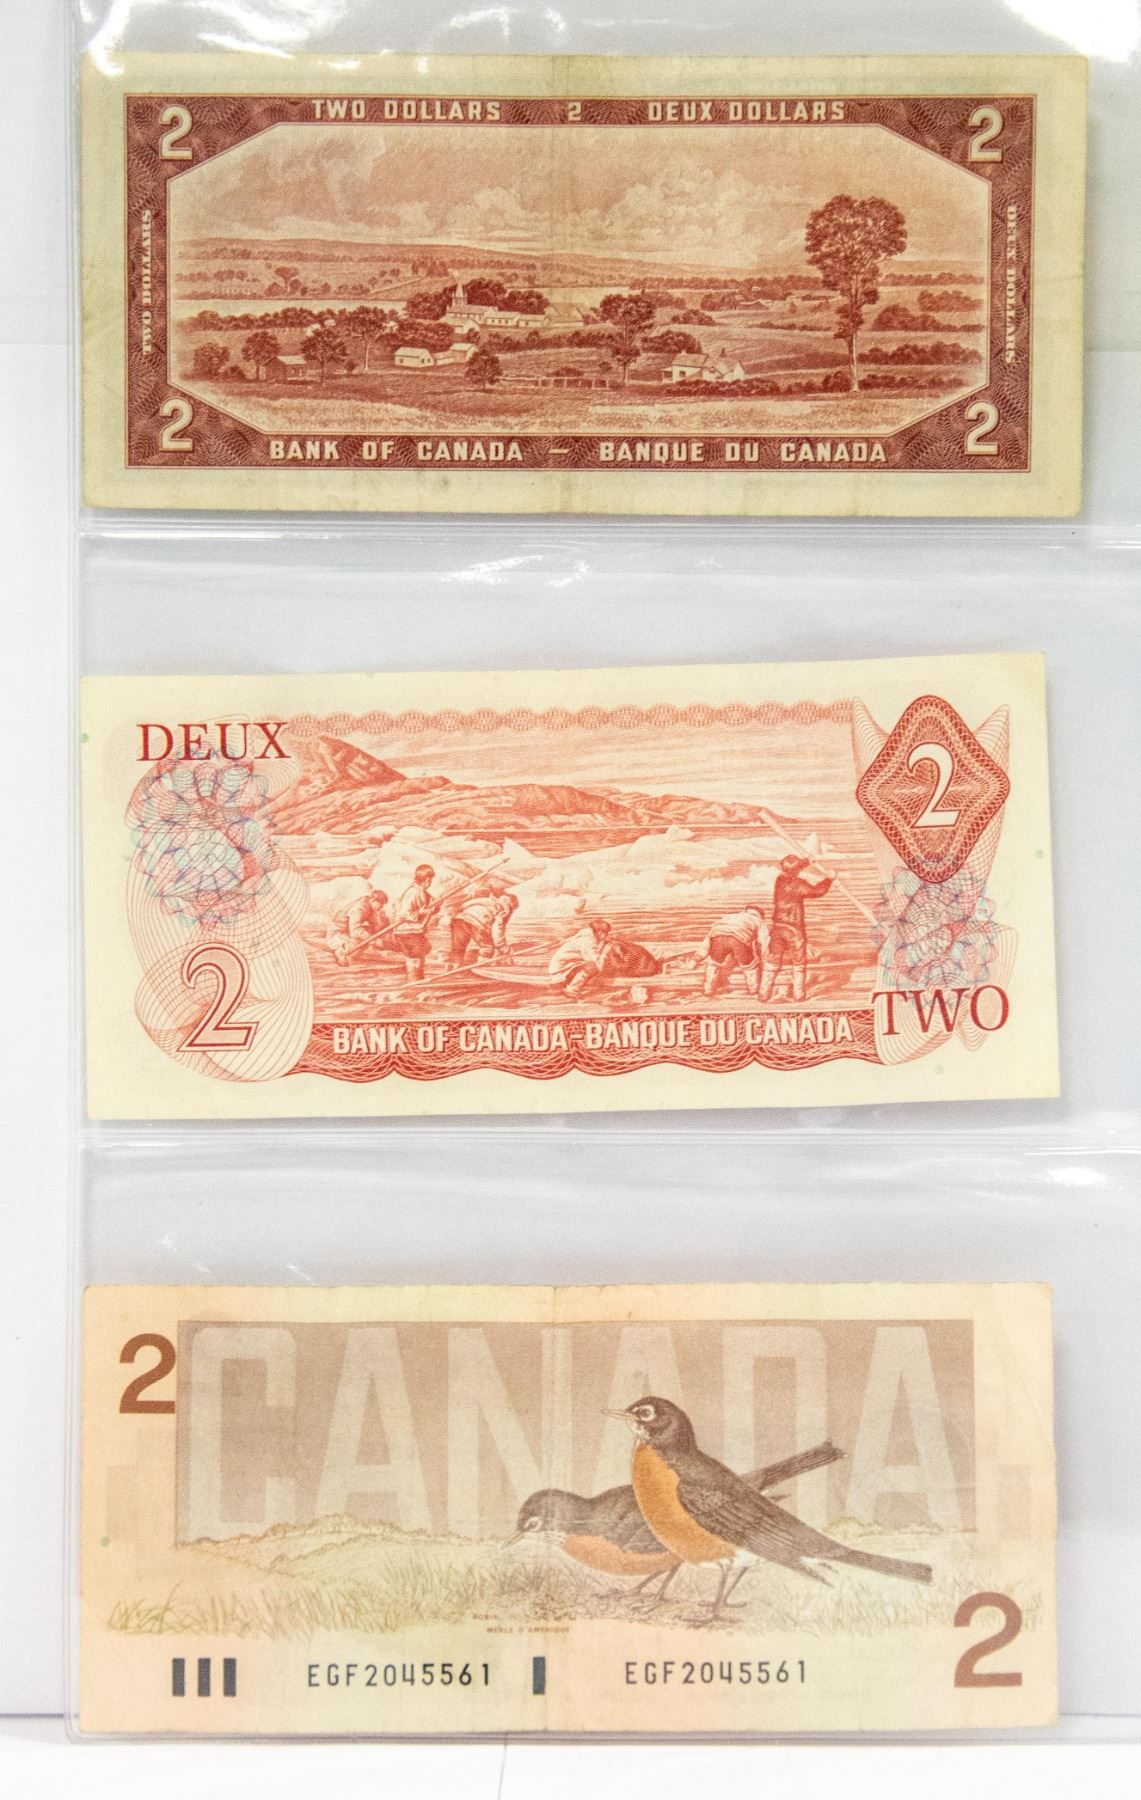 2 TWO DOLLARS 2 DEUX DOLLARS 2
TWO DOLLARS
DEUX DOLLARS
2 BANK OF CANADA – BANQUE DU CANADA 2
DEUX
2
2
BANK OF CANADA-BANQUE DU CANADA
TWO
2
CANADA
ROBIN
MERLE D'AMÉRIQUE
2
EGF2045561 EGF2045561